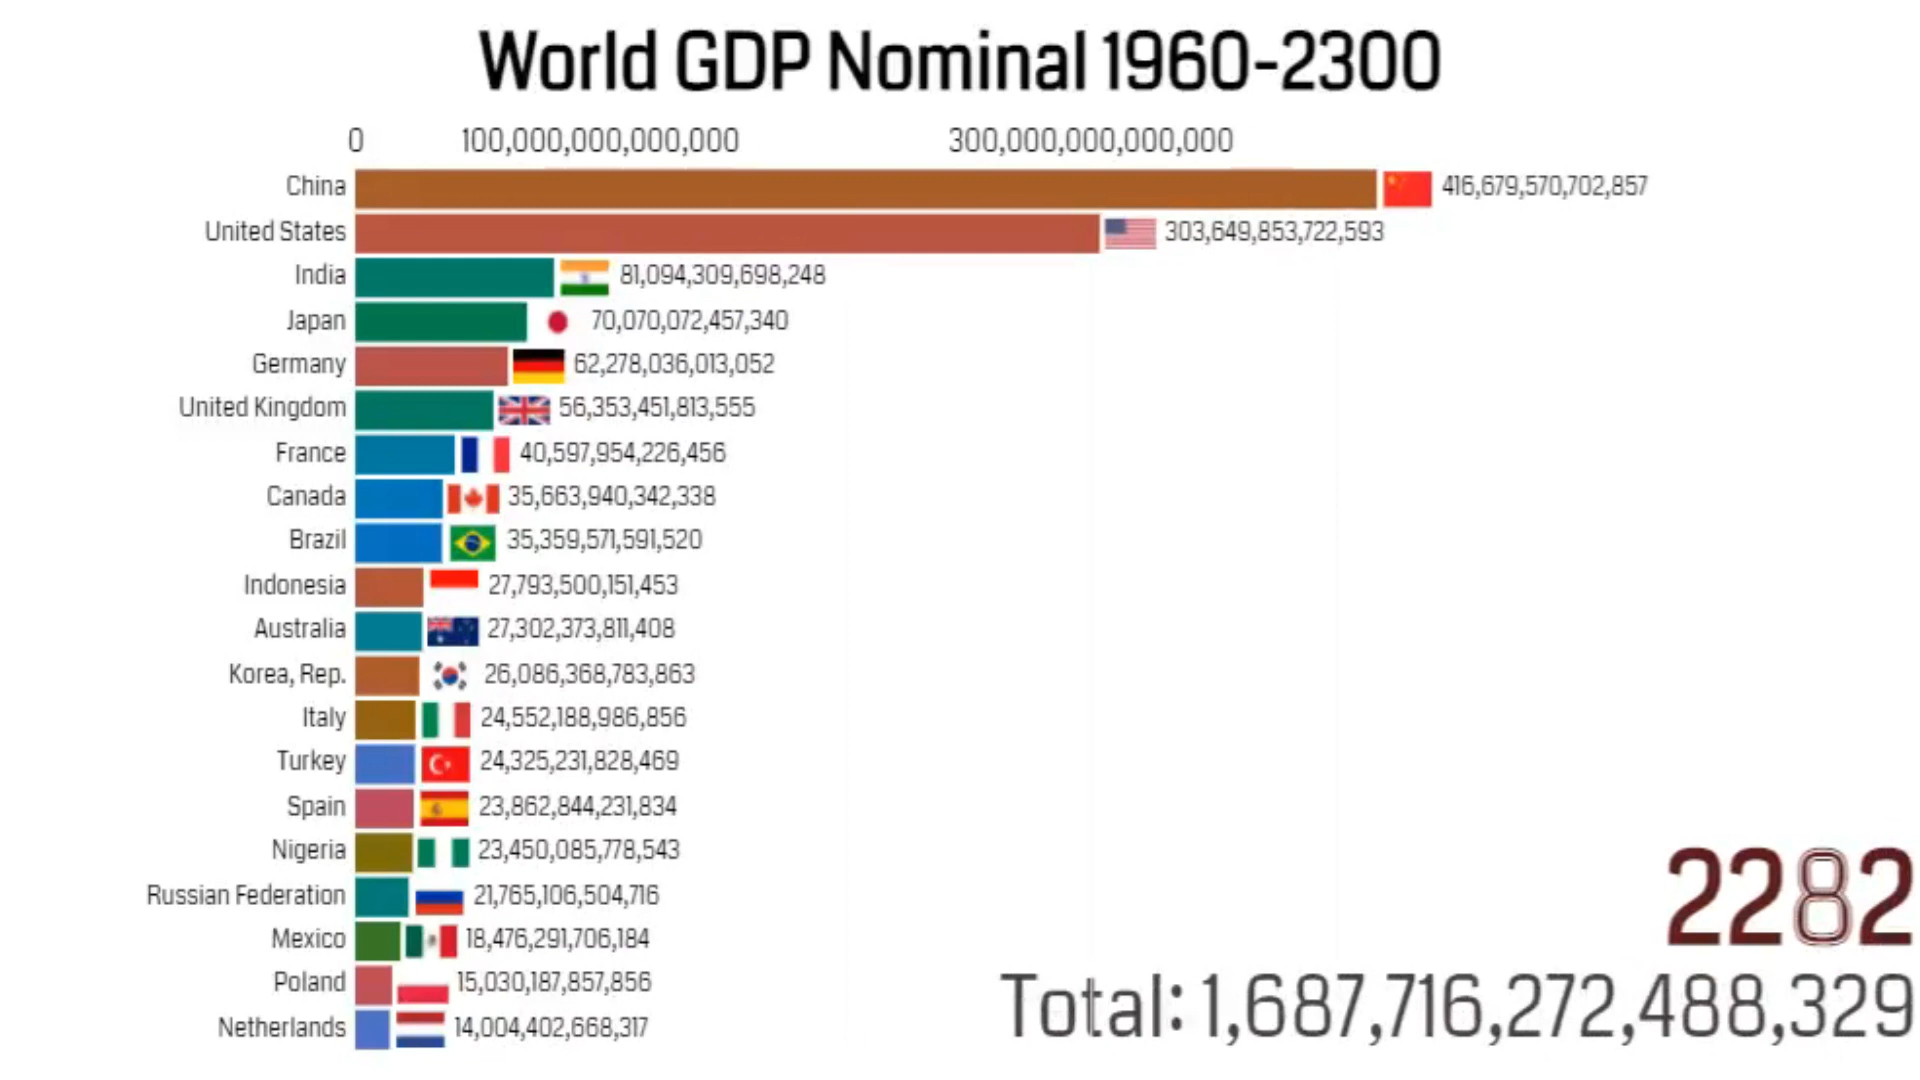 World GDP Nominal 1960-2300
0 100,000,000,000,000 300,000,000,000,000
China 416,679,570,702,857
United States 303,649,853,722,593
India 81,094,309,698,248
Japan 70,070,072,457,340
Germany 62,278,036,013,052
United Kingdom 56,353,451,813,555
France 40,597,954,226,456
Canada 35,663,940,342,338
Brazil 35,359,571,591,520
Indonesia 27,793,500,151,453
Australia 27,302,373,811,408
Korea, Rep. 26,086,368,783,863
Italy 24,552,188,986,856
Turkey 24,325,231,828,469
Spain 23,862,844,231,834
Nigeria 23,450,085,778,543
Russian Federation 21,765,106,504,716
Mexico 18,476,291,706,184
Poland 15,030,187,857,856
Netherlands 14,004,402,668,317
2282
Total: 1,687,716,272,488,329